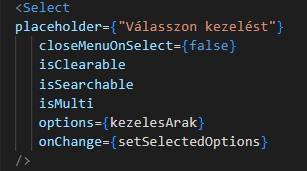 <Select
placeholder={"Válasszon kezelést"}
closeMenuOnSelect={false}
isClearable
isSearchable
isMulti
options={kezelesArak}
onChange={setSelectedOptions}
/>